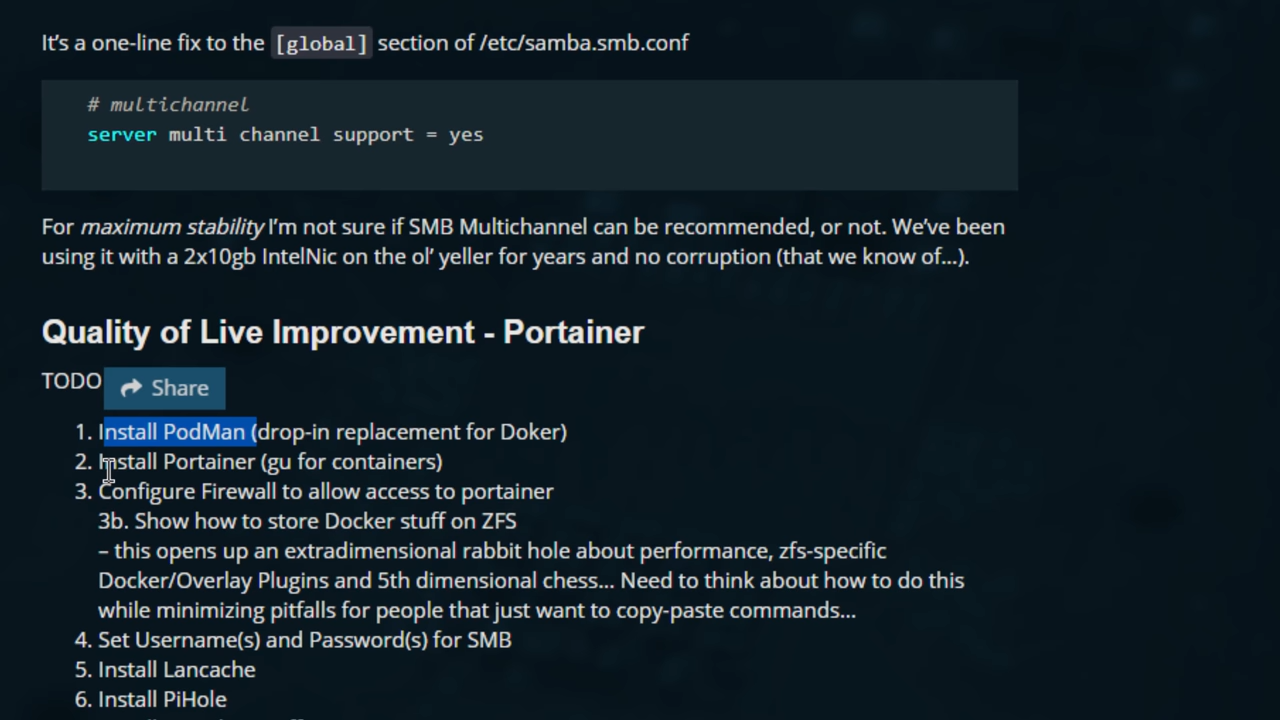 It's a one-line fix to the [global] section of /etc/samba.smb.conf
# multichannel
server multi channel support = yes
For maximum stability I'm not sure if SMB Multichannel can be recommended, or not. We've been
using it with a 2x10gb IntelNic on the ol' yeller for years and no corruption (that we know of...).
Quality of Live Improvement - Portainer
TODO Share
1. Install PodMan (drop-in replacement for Doker)
2. Install Portainer (gu for containers)
3. Configure Firewall to allow access to portainer
3b. Show how to store Docker stuff on ZFS
– this opens up an extradimensional rabbit hole about performance, zfs-specific
Docker/Overlay Plugins and 5th dimensional chess... Need to think about how to do this
while minimizing pitfalls for people that just want to copy-paste commands...
4. Set Username(s) and Password(s) for SMB
5. Install Lancache
6. Install PiHole